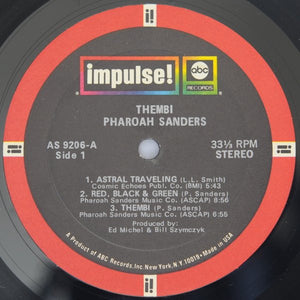 impulse!
abc
RECORDS
THEMBI
PHAROAH SANDERS
AS 9206-A
Side 1
33⅓ RPM
STEREO
1. ASTRAL TRAVELING (L.L. Smith)
Cosmic Echoes Publ. Co. (BMI) 5:43
2. RED, BLACK & GREEN (P. Sanders)
Pharoah Sanders Music Co. (ASCAP) 8:56
3. THEMBI (P. Sanders)
Pharoah Sanders Music Co. (ASCAP) 6:55
Produced by:
Ed Michel & Bill Szymczyk
A Product of ABC Records, Inc. New York, N.Y. 10019 • Made in USA